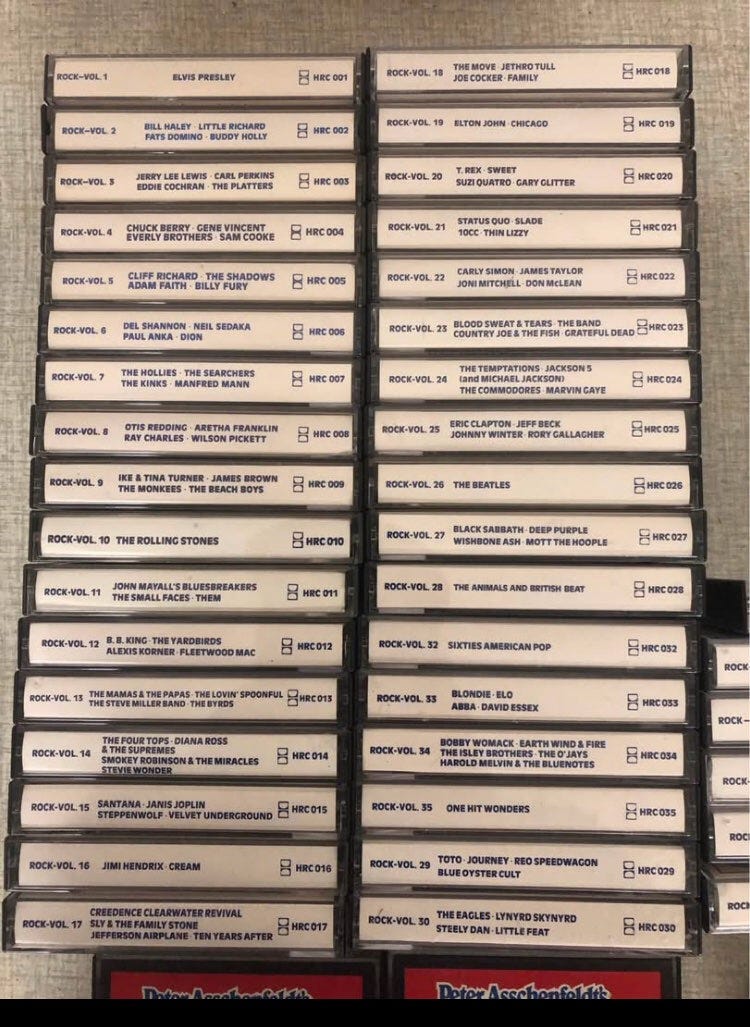 ROCK-VOL. 1 ELVIS PRESLEY HRC 001
ROCK-VOL. 2 BILL HALEY · LITTLE RICHARD
FATS DOMINO · BUDDY HOLLY HRC 002
ROCK-VOL. 3 JERRY LEE LEWIS · CARL PERKINS
EDDIE COCHRAN · THE PLATTERS HRC 003
ROCK-VOL. 4 CHUCK BERRY · GENE VINCENT
EVERLY BROTHERS · SAM COOKE HRC 004
ROCK-VOL. 5 CLIFF RICHARD · THE SHADOWS
ADAM FAITH · BILLY FURY HRC 005
ROCK-VOL. 6 DEL SHANNON · NEIL SEDAKA
PAUL ANKA · DION HRC 006
ROCK-VOL. 7 THE HOLLIES · THE SEARCHERS
THE KINKS · MANFRED MANN HRC 007
ROCK-VOL. 8 OTIS REDDING · ARETHA FRANKLIN
RAY CHARLES · WILSON PICKETT HRC 008
ROCK-VOL. 9 IKE & TINA TURNER · JAMES BROWN
THE MONKEES · THE BEACH BOYS HRC 009
ROCK-VOL. 10 THE ROLLING STONES HRC 010
ROCK-VOL. 11 JOHN MAYALL'S BLUESBREAKERS
THE SMALL FACES · THEM HRC 011
ROCK-VOL. 12 B. B. KING · THE YARDBIRDS
ALEXIS KORNER · FLEETWOOD MAC HRC 012
ROCK-VOL. 13 THE MAMAS & THE PAPAS · THE LOVIN' SPOONFUL
THE STEVE MILLER BAND · THE BYRDS HRC 013
ROCK-VOL. 14 THE FOUR TOPS · DIANA ROSS
& THE SUPREMES
SMOKEY ROBINSON & THE MIRACLES
STEVIE WONDER HRC 014
ROCK-VOL. 15 SANTANA · JANIS JOPLIN
STEPPENWOLF · VELVET UNDERGROUND HRC 015
ROCK-VOL. 16 JIMI HENDRIX · CREAM HRC 016
ROCK-VOL. 17 CREEDENCE CLEARWATER REVIVAL
SLY & THE FAMILY STONE
JEFFERSON AIRPLANE · TEN YEARS AFTER HRC 017
ROCK-VOL. 18 THE MOVE · JETHRO TULL
JOE COCKER · FAMILY HRC 018
ROCK-VOL. 19 ELTON JOHN · CHICAGO HRC 019
ROCK-VOL. 20 T. REX · SWEET
SUZI QUATRO · GARY GLITTER HRC 020
ROCK-VOL. 21 STATUS QUO · SLADE
10CC · THIN LIZZY HRC 021
ROCK-VOL. 22 CARLY SIMON · JAMES TAYLOR
JONI MITCHELL · DON McLEAN HRC 022
ROCK-VOL. 23 BLOOD SWEAT & TEARS · THE BAND
COUNTRY JOE & THE FISH · GRATEFUL DEAD HRC 023
ROCK-VOL. 24 THE TEMPTATIONS · JACKSON 5
(and MICHAEL JACKSON)
THE COMMODORES · MARVIN GAYE HRC 024
ROCK-VOL. 25 ERIC CLAPTON · JEFF BECK
JOHNNY WINTER · RORY GALLAGHER HRC 025
ROCK-VOL. 26 THE BEATLES HRC 026
ROCK-VOL. 27 BLACK SABBATH · DEEP PURPLE
WISHBONE ASH · MOTT THE HOOPLE HRC 027
ROCK-VOL. 28 THE ANIMALS AND BRITISH BEAT HRC 028
ROCK-VOL. 32 SIXTIES AMERICAN POP HRC 032
ROCK-VOL. 33 BLONDIE · ELO
ABBA · DAVID ESSEX HRC 033
ROCK-VOL. 34 BOBBY WOMACK · EARTH WIND & FIRE
THE ISLEY BROTHERS · THE O'JAYS
HAROLD MELVIN & THE BLUENOTES HRC 034
ROCK-VOL. 35 ONE HIT WONDERS HRC 035
ROCK-VOL. 29 TOTO · JOURNEY · REO SPEEDWAGON
BLUE OYSTER CULT HRC 029
ROCK-VOL. 30 THE EAGLES · LYNYRD SKYNYRD
STEELY DAN · LITTLE FEAT HRC 030
ROCK-
ROCK-
ROCK-
ROC
ROCK
Peter Asschenfeldt's
Peter Asschenfeldt's